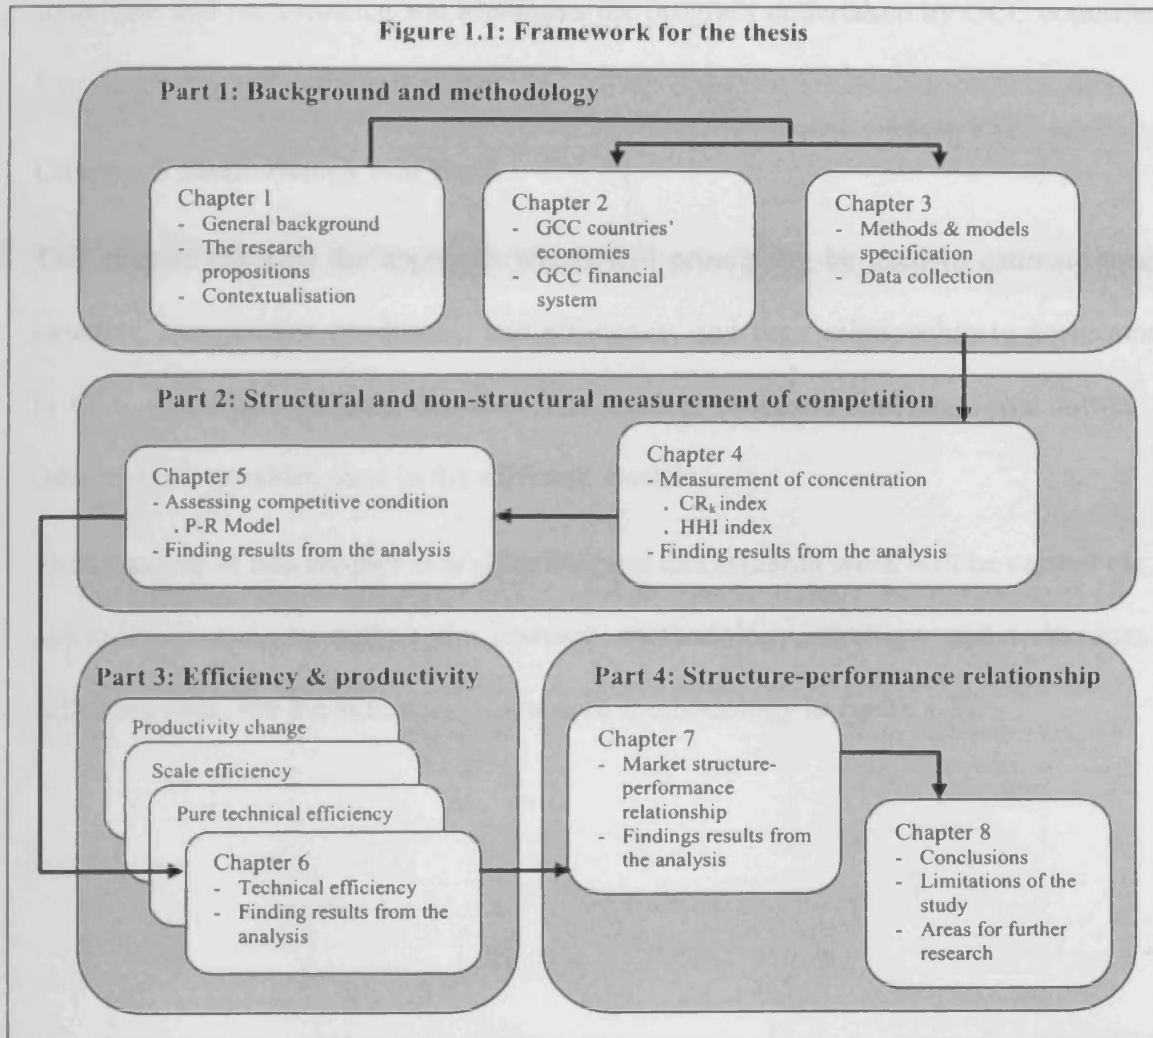 Figure 1.1: Framework for the thesis
Part 1: Background and methodology
Chapter 1
- General background
- The research
propositions
- Contextualisation
Chapter 2
- GCC countries'
economies
- GCC financial
system
Chapter 3
- Methods & models
specification
- Data collection
Part 2: Structural and non-structural measurement of competition
Chapter 5
- Assessing competitive condition
. P-R Model
- Finding results from the analysis
Chapter 4
- Measurement of concentration
. CRk index
. HHI index
- Finding results from the analysis
Part 3: Efficiency & productivity
Productivity change
Scale efficiency
Pure technical efficiency
Chapter 6
- Technical efficiency
- Finding results from the
analysis
Part 4: Structure-performance relationship
Chapter 7
- Market structure-
performance
relationship
- Findings results from
the analysis
Chapter 8
- Conclusions
- Limitations of the
study
- Areas for further
research